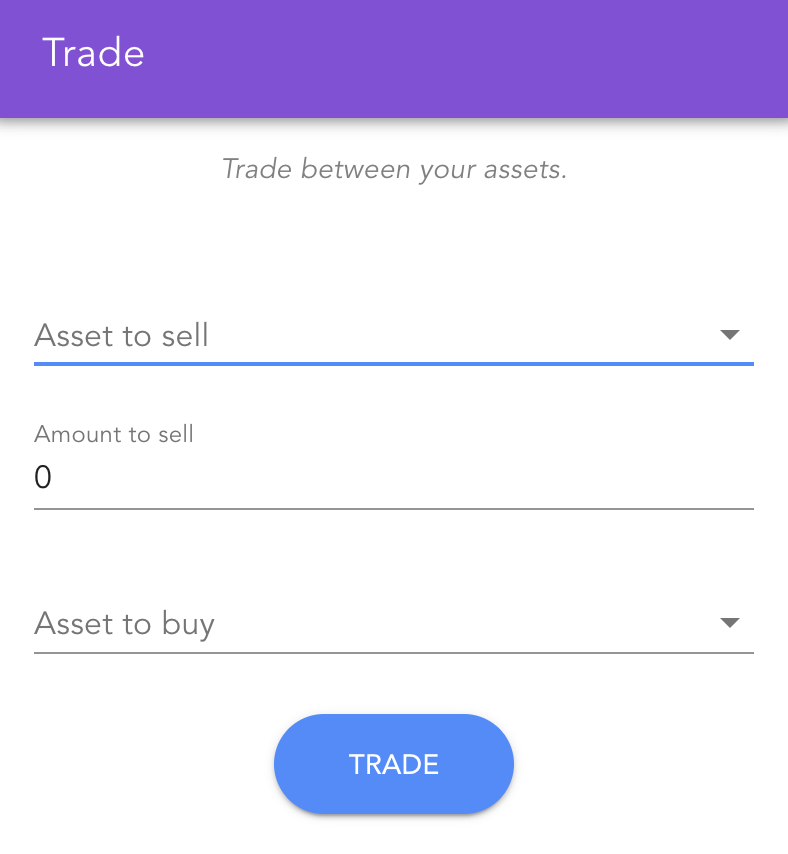 Trade
Trade between your assets.
Asset to sell
Amount to sell
0
Asset to buy
TRADE